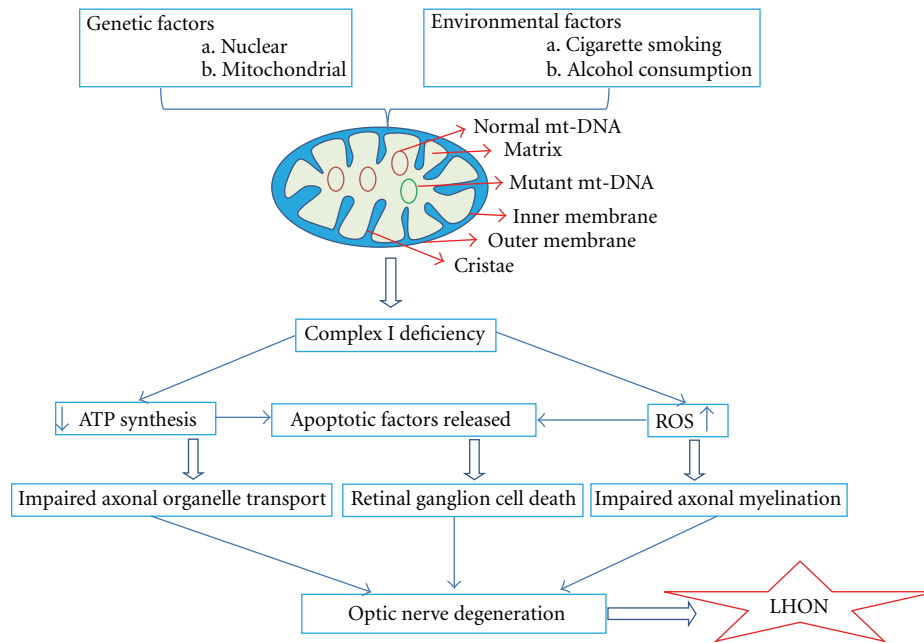 Genetic factors
a. Nuclear
b. Mitochondrial
Environmental factors
a. Cigarette smoking
b. Alcohol consumption
Normal mt-DNA
Matrix
Mutant mt-DNA
Inner membrane
Outer membrane
Cristae
Complex I deficiency
↓ ATP synthesis
Apoptotic factors released
ROS ↑
Impaired axonal organelle transport
Retinal ganglion cell death
Impaired axonal myelination
Optic nerve degeneration
LHON